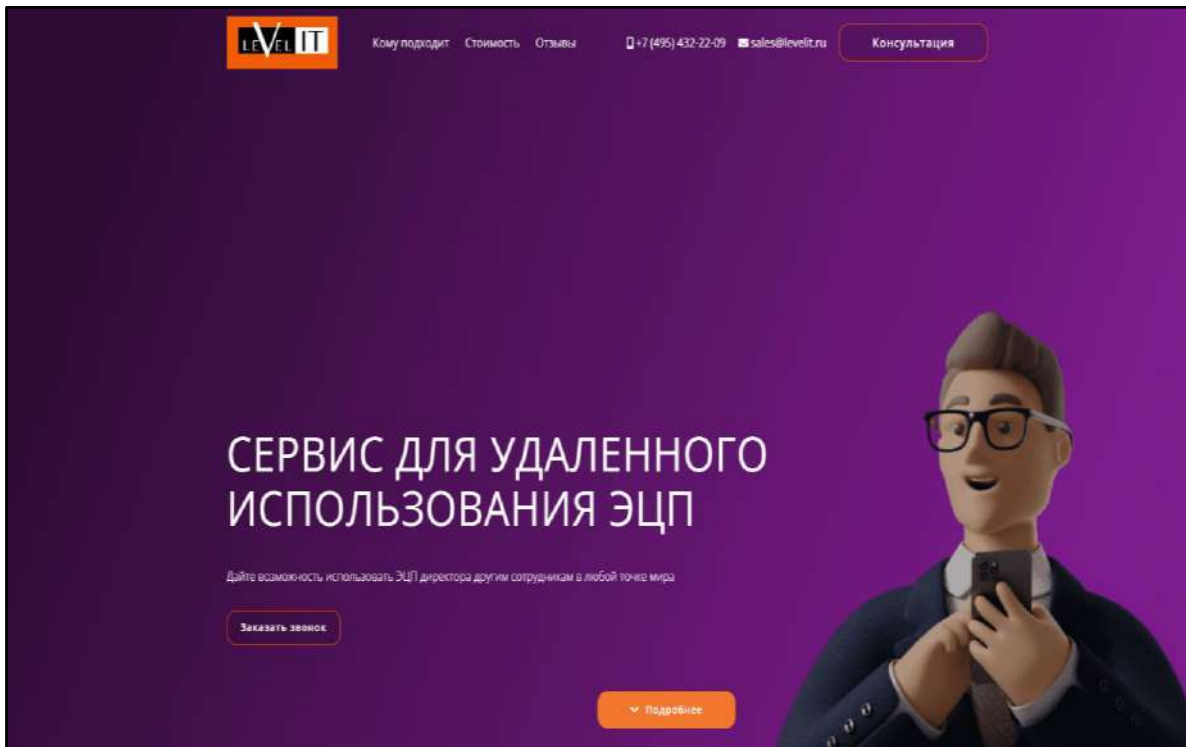 LEVEL IT
Кому подходит Стоимость Отзывы +7 (495) 432-22-09 sales@levelit.ru Консультация
СЕРВИС ДЛЯ УДАЛЕННОГО
ИСПОЛЬЗОВАНИЯ ЭЦП
Дайте возможность использовать ЭЦП директора другим сотрудникам в любой точке мира
Заказать звонок
Подробнее